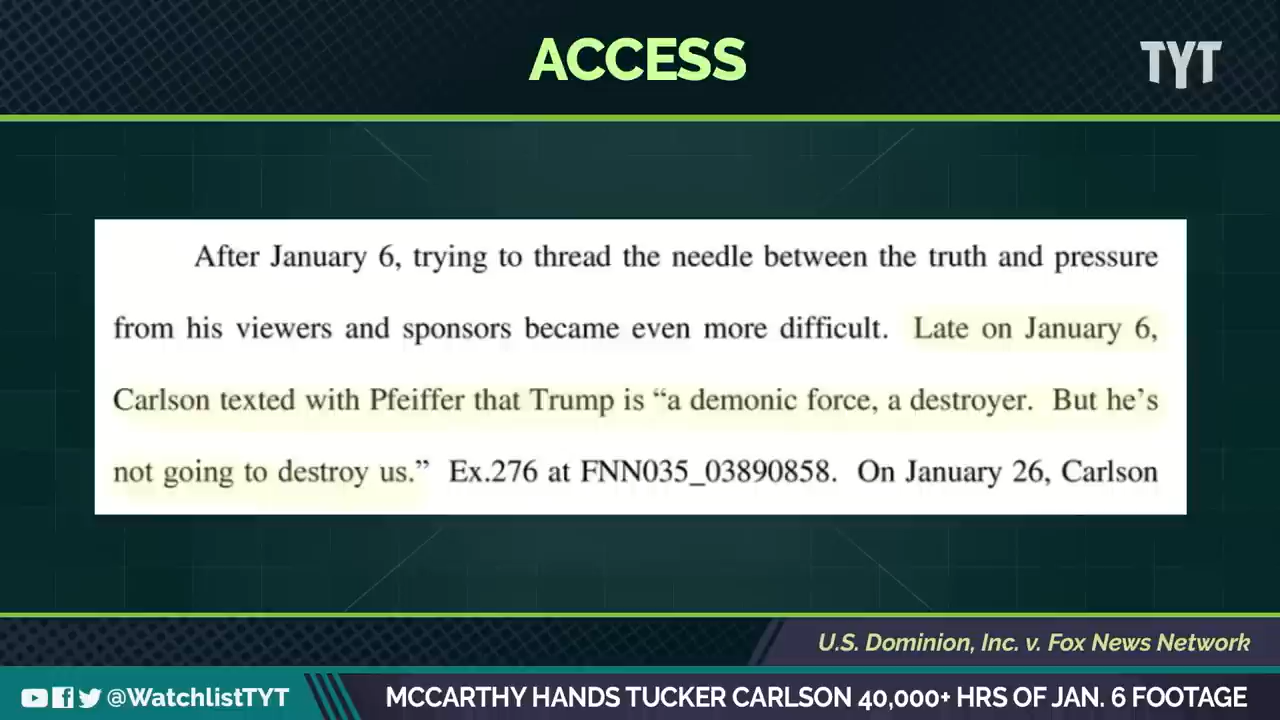 ACCESS
TYT
After January 6, trying to thread the needle between the truth and pressure
from his viewers and sponsors became even more difficult. Late on January 6,
Carlson texted with Pfeiffer that Trump is “a demonic force, a destroyer. But he’s
not going to destroy us.” Ex.276 at FNN035_03890858. On January 26, Carlson
U.S. Dominion, Inc. v. Fox News Network
@WatchlistTYT
MCCARTHY HANDS TUCKER CARLSON 40,000+ HRS OF JAN. 6 FOOTAGE